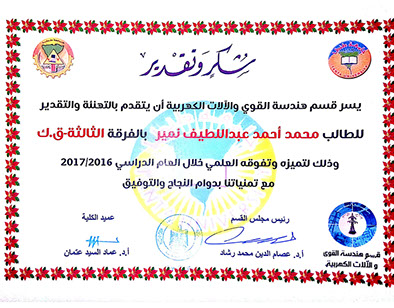 شكر وتقدير
يسر قسم هندسة القوي والآلات الكهربية أن يتقدم بالتهنئة والتقدير
للطالب محمد أحمد عبداللطيف نمير بالفرقة الثالثة-ق.ك
وذلك لتميزه وتفوقه العلمي خلال العام الدراسي 2017/2016
مع تمنياتنا بدوام النجاح والتوفيق
رئيس مجلس القسم
عميد الكلية
أ.د. عصام الدين محمد رشاد
أ.د. عماد السيد عثمان
قسم هندسة القوى
والآلات الكهربية